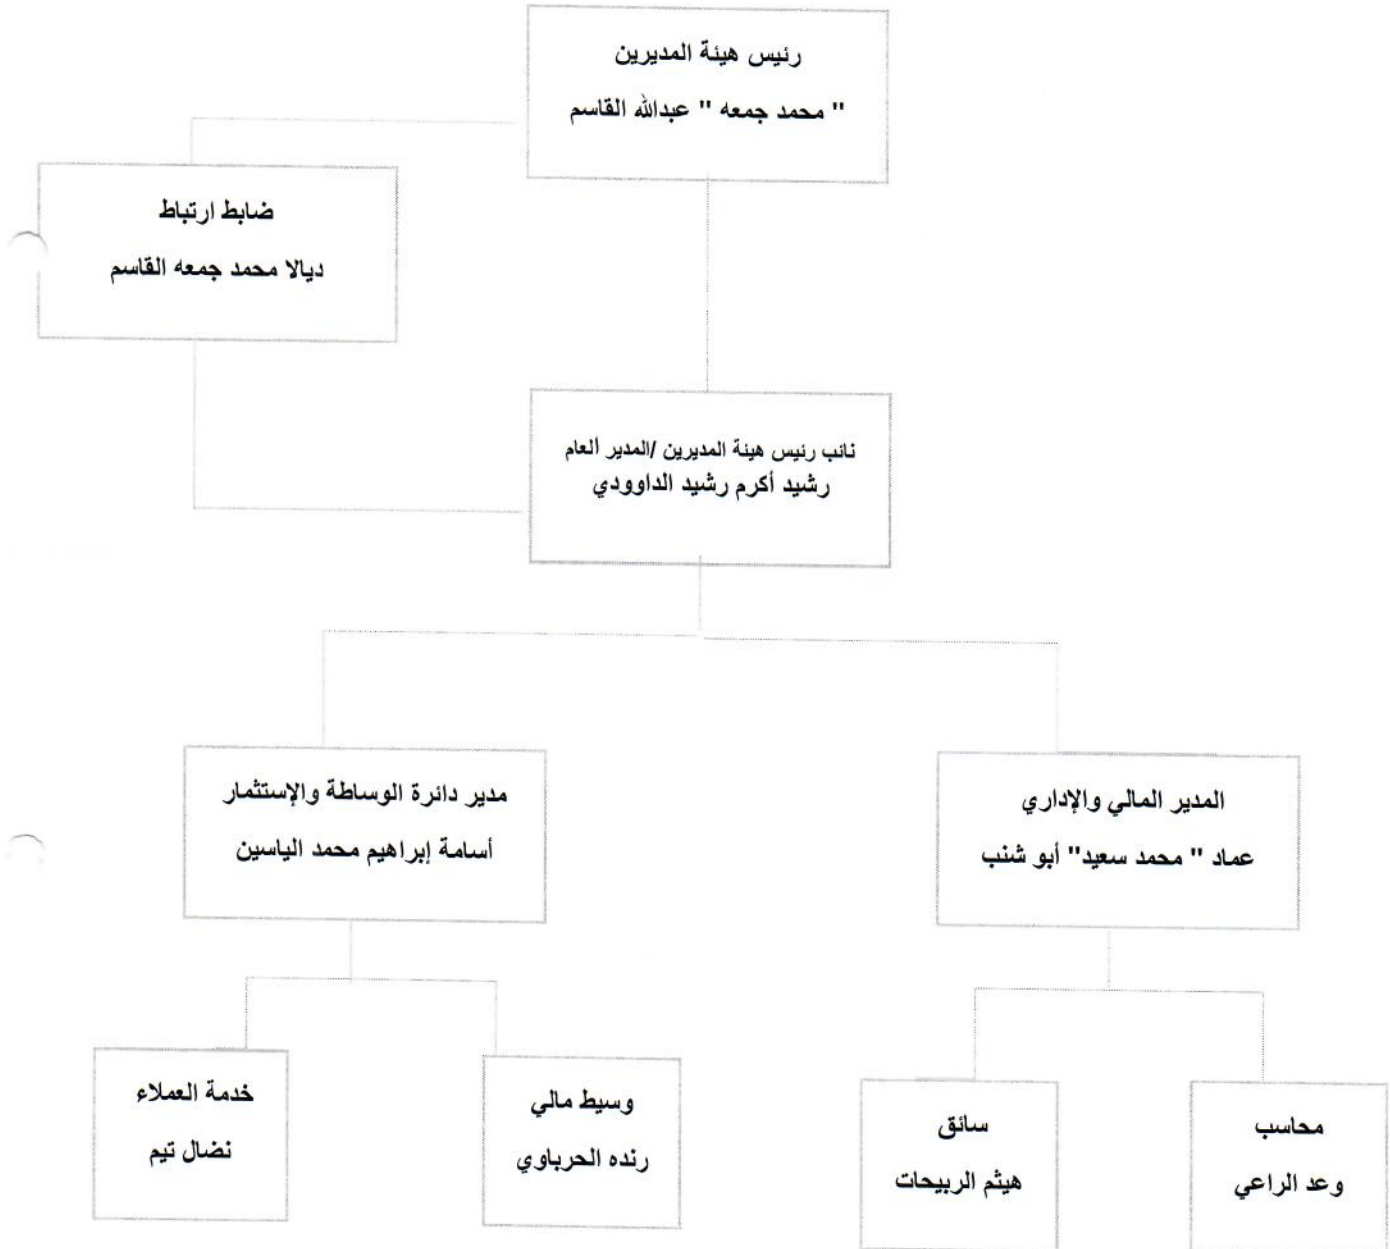 رئيس هيئة المديرين
" محمد جمعه " عبدالله القاسم
ضابط ارتباط
ديالا محمد جمعه القاسم
نائب رئيس هيئة المديرين /المدير العام
رشيد أكرم رشيد الداوودي
المدير المالي والإداري
عماد " محمد سعيد" أبو شنب
مدير دائرة الوساطة والإستثمار
أسامة إبراهيم محمد الياسين
محاسب
وعد الراعي
سائق
هيثم الربيحات
وسيط مالي
رنده الحرباوي
خدمة العملاء
نضال تيم